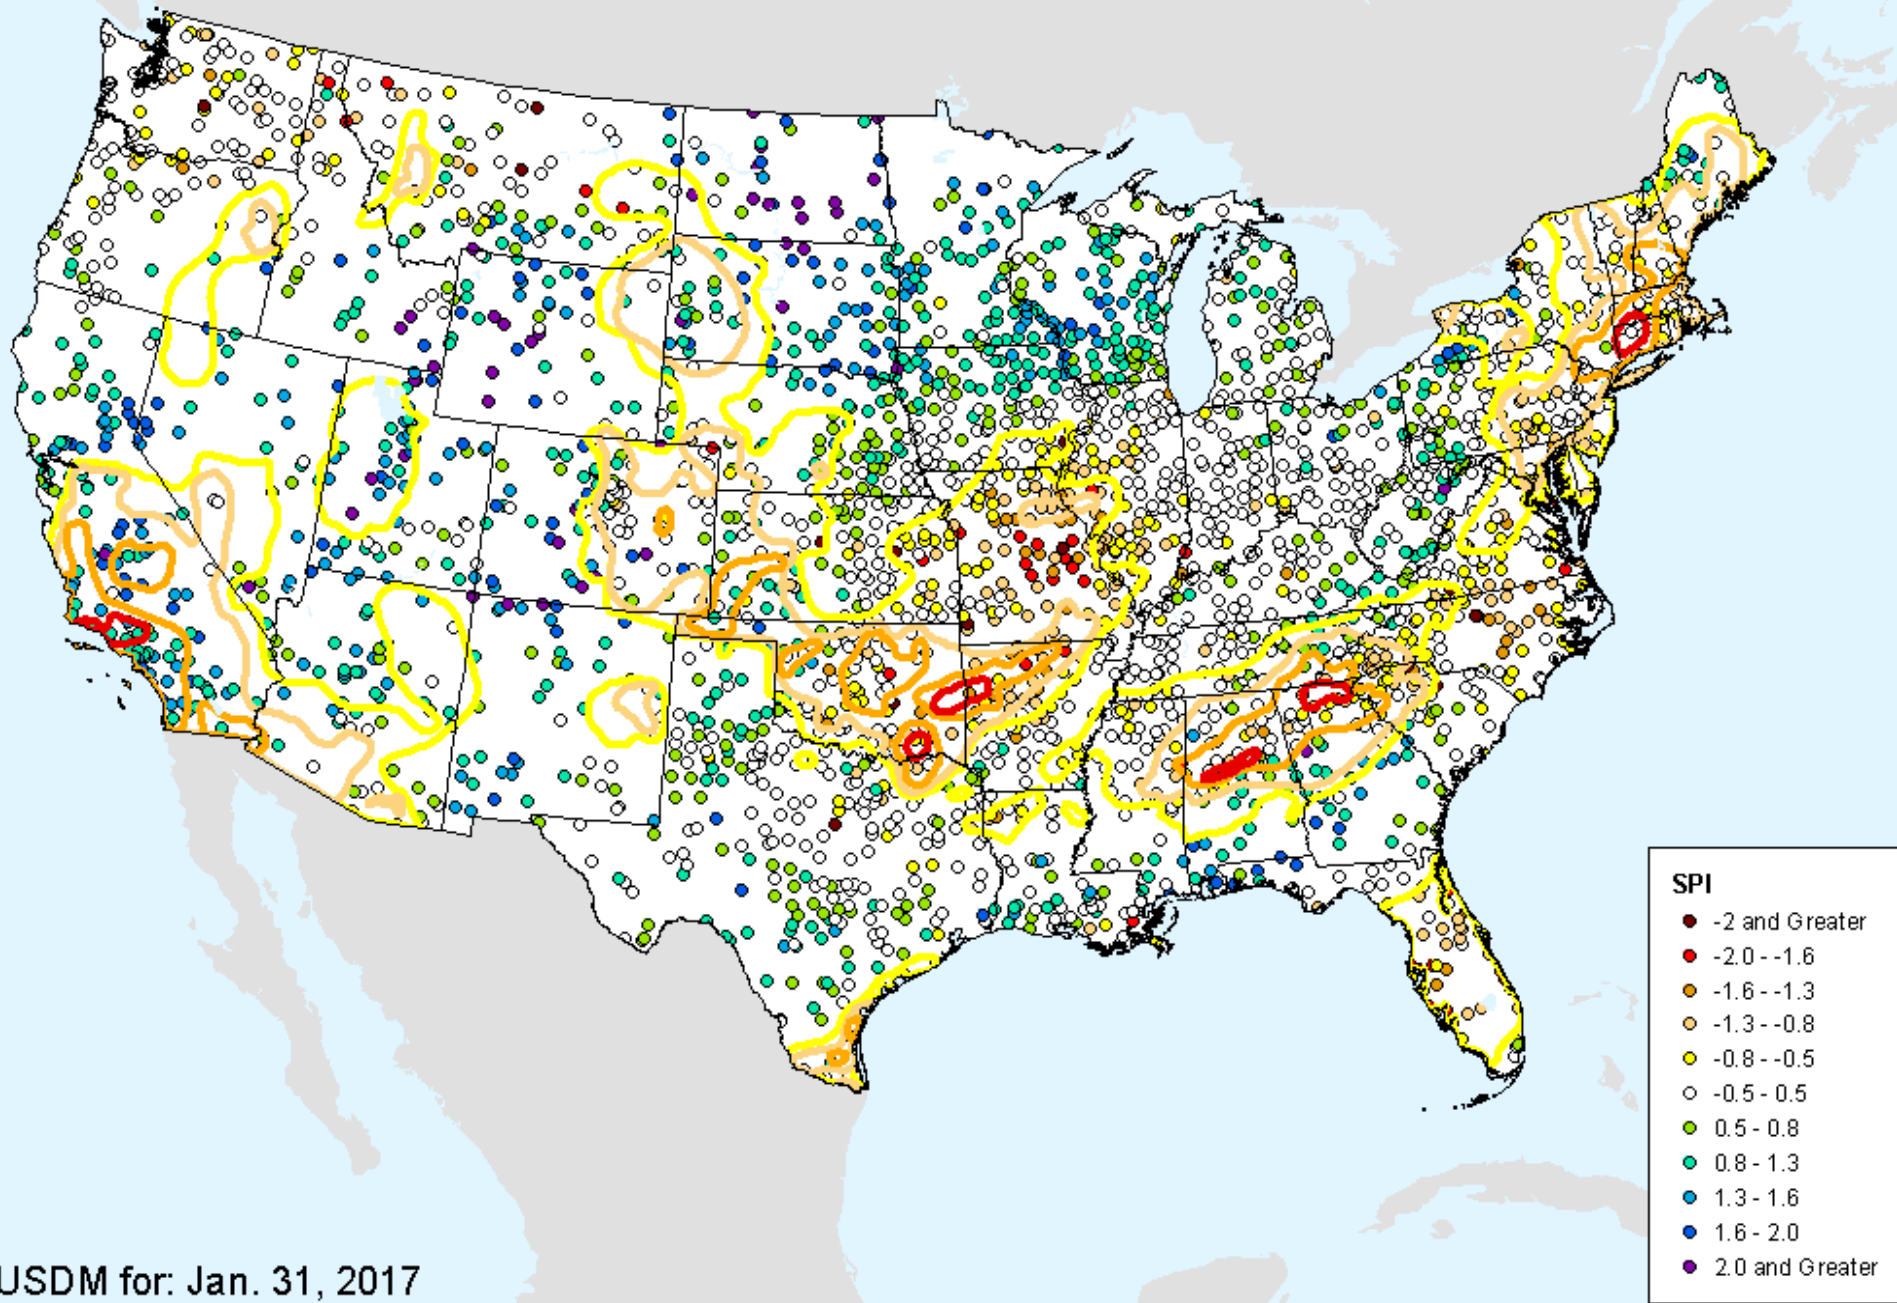 SPI
-2 and Greater
-2.0 - -1.6
-1.6 - -1.3
-1.3 - -0.8
-0.8 - -0.5
-0.5 - 0.5
0.5 - 0.8
0.8 - 1.3
1.3 - 1.6
1.6 - 2.0
2.0 and Greater
USDM for: Jan. 31, 2017